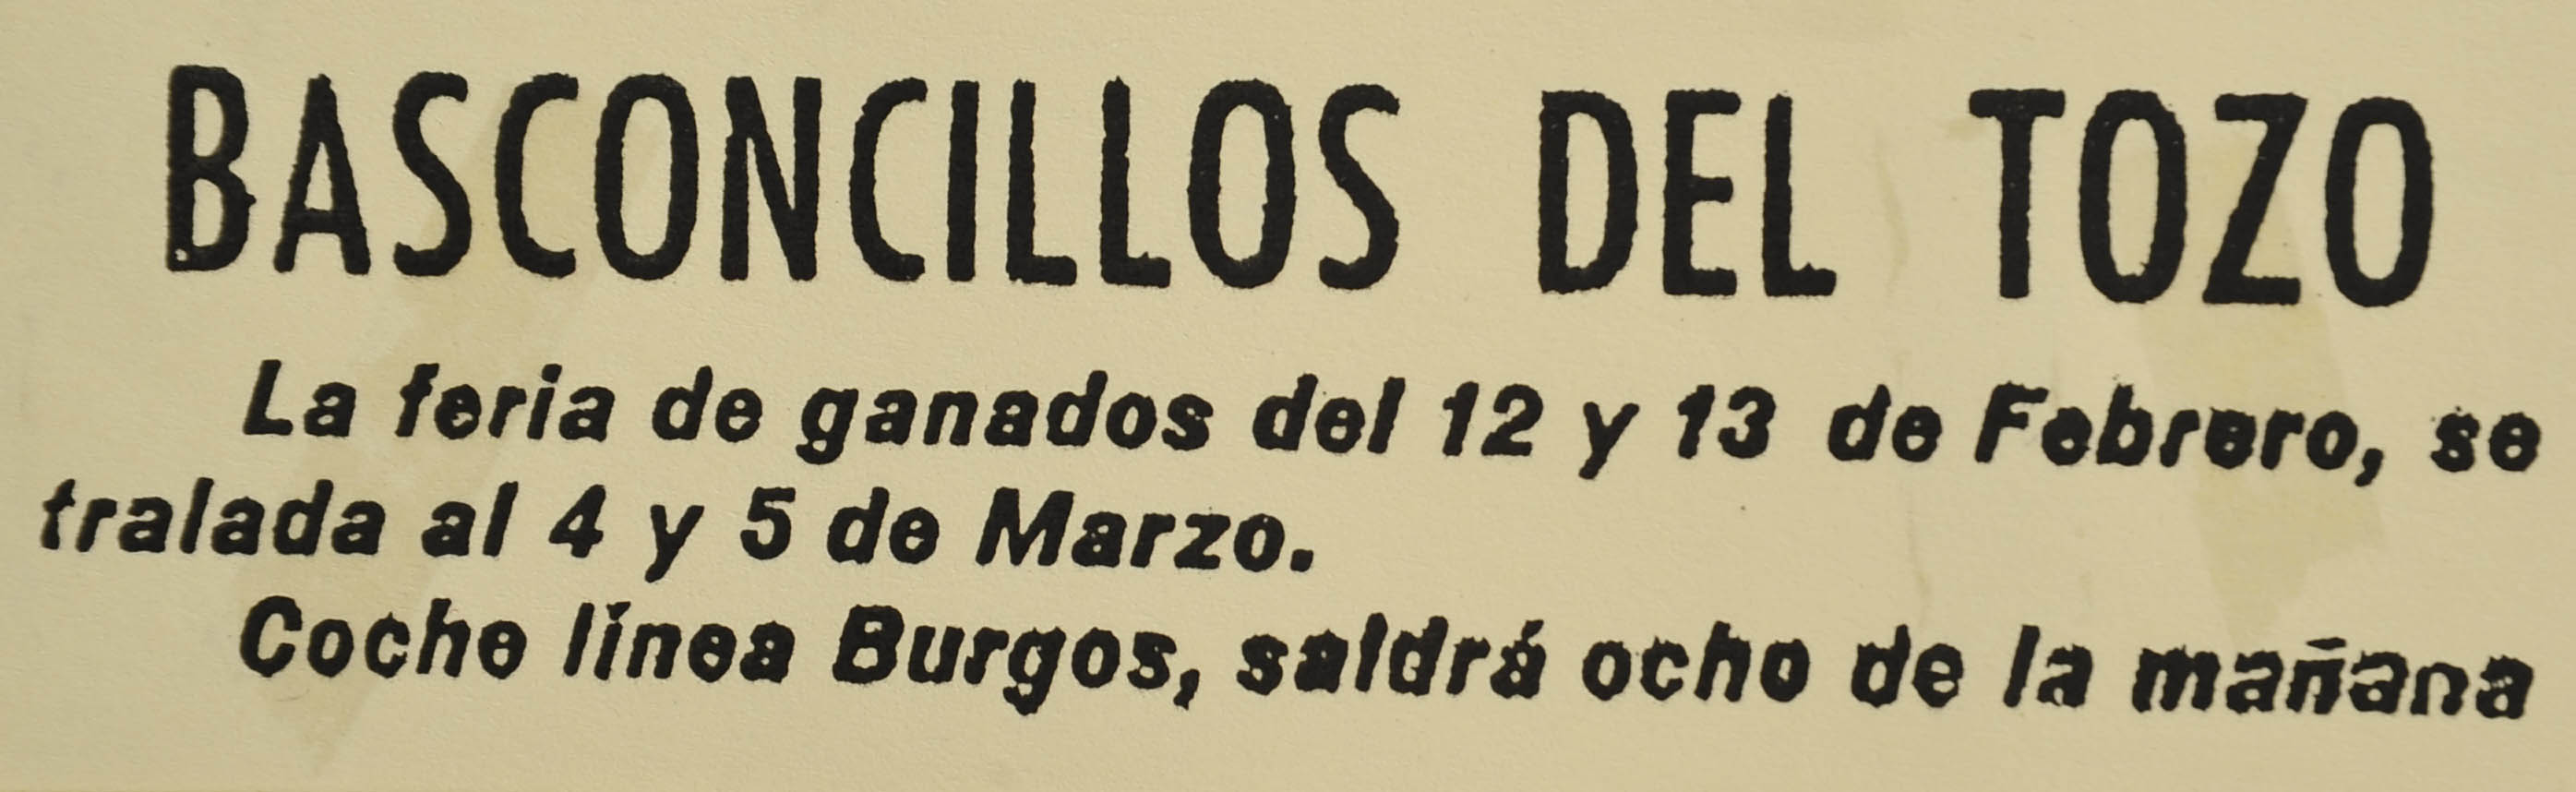 BASCONCILLOS DEL TOZO
La feria de ganados del 12 y 13 de Febrero, se
tralada al 4 y 5 de Marzo.
Coche línea Burgos, saldrá ocho de la mañana